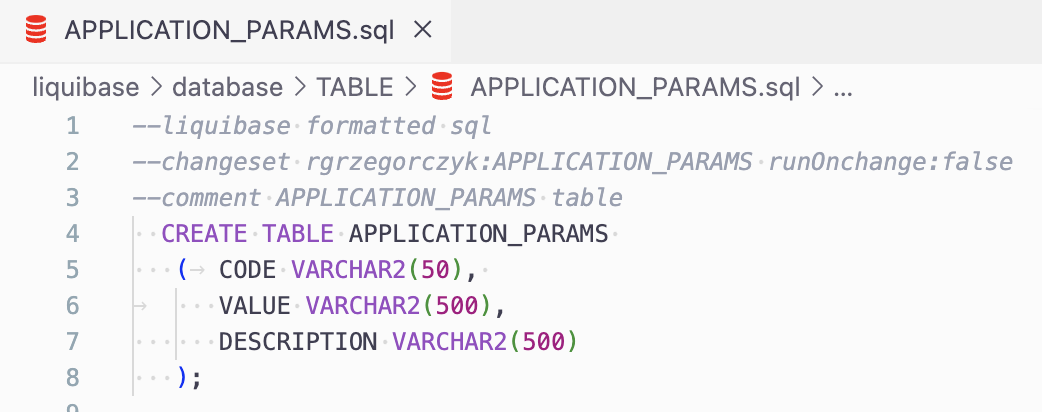 APPLICATION_PARAMS.sql ×
liquibase > database > TABLE > APPLICATION_PARAMS.sql > ...
1 --liquibase formatted sql
2 --changeset rgrzegorczyk:APPLICATION_PARAMS runOnchange:false
3 --comment APPLICATION_PARAMS table
4 CREATE TABLE APPLICATION_PARAMS
5 ( CODE VARCHAR2(50),
6 VALUE VARCHAR2(500),
7 DESCRIPTION VARCHAR2(500)
8 );
9